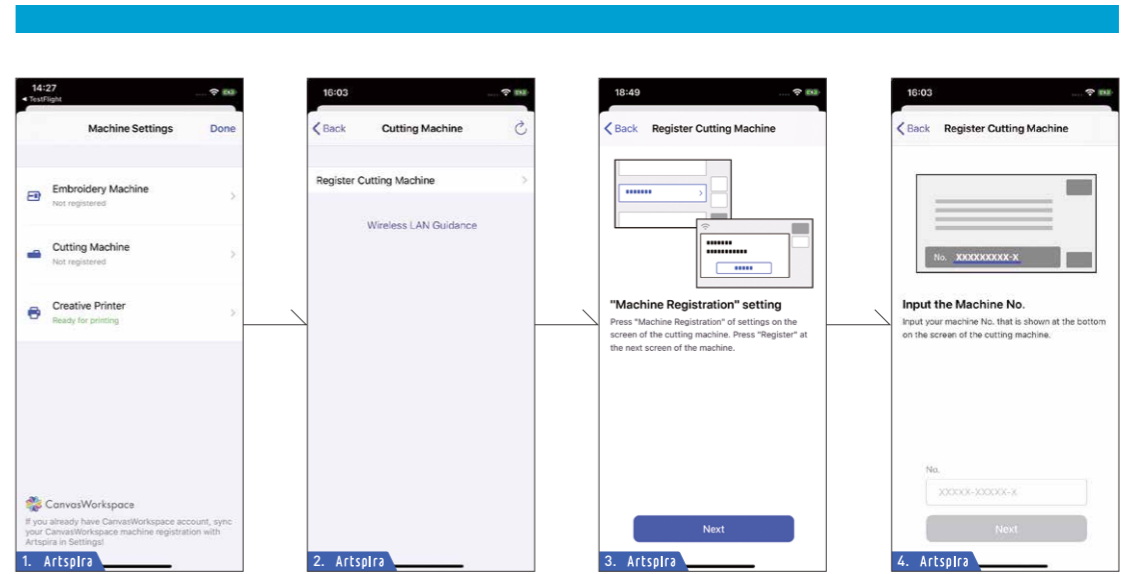 14:27
◂ TestFlight
Machine Settings
Done
Embroidery Machine
Not registered
Cutting Machine
Not registered
Creative Printer
Ready for printing
CanvasWorkspace
If you already have CanvasWorkspace account, sync
your CanvasWorkspace machine registration with
Artspira in Settings!
1. Artspira
16:03
Back
Cutting Machine
Register Cutting Machine
Wireless LAN Guidance
2. Artspira
18:49
Back
Register Cutting Machine
"Machine Registration" setting
Press "Machine Registration" of settings on the
screen of the cutting machine. Press "Register" at
the next screen of the machine.
Next
3. Artspira
16:03
Back
Register Cutting Machine
No. XXXXXXXXX-X
Input the Machine No.
Input your machine No. that is shown at the bottom
on the screen of the cutting machine.
No.
XXXXX-XXXXX-X
Next
4. Artspira